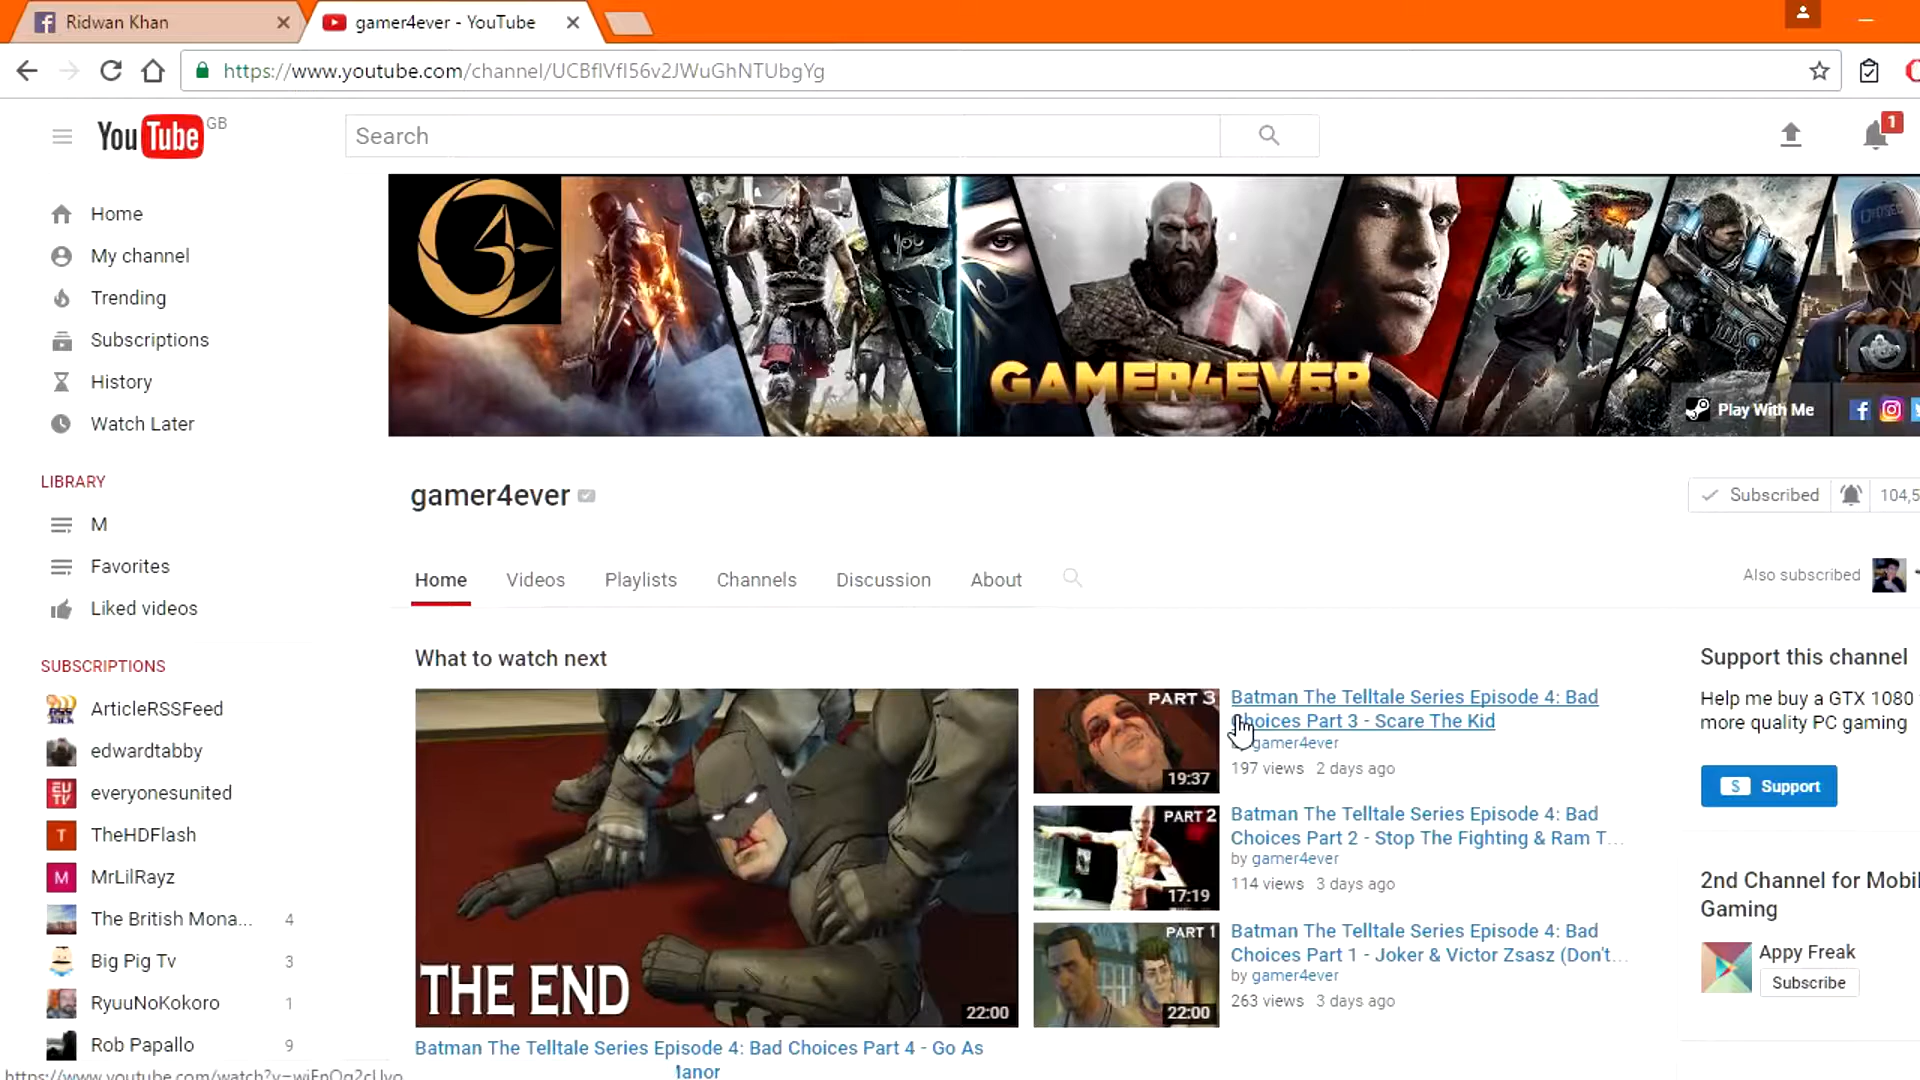 Ridwan Khan
gamer4ever - YouTube
https://www.youtube.com/channel/UCBflVfl56v2JWuGhNTUbgYg
YouTube GB
Search
1
Home
My channel
Trending
Subscriptions
History
Watch Later
LIBRARY
M
Favorites
Liked videos
SUBSCRIPTIONS
ArticleRSSFeed
edwardtabby
everyonesunited
TheHDFlash
MrLilRayz
The British Mona... 4
Big Pig Tv 3
RyuuNoKokoro 1
Rob Papallo 9
GAMER4EVER
Play With Me
gamer4ever
Subscribed 104,5
Home Videos Playlists Channels Discussion About
Also subscribed
What to watch next
THE END
22:00
Batman The Telltale Series Episode 4: Bad Choices Part 4 - Go As
PART 3
19:37
Batman The Telltale Series Episode 4: Bad
Choices Part 3 - Scare The Kid
gamer4ever
197 views 2 days ago
PART 2
17:19
Batman The Telltale Series Episode 4: Bad
Choices Part 2 - Stop The Fighting & Ram T...
by gamer4ever
114 views 3 days ago
PART 1
22:00
Batman The Telltale Series Episode 4: Bad
Choices Part 1 - Joker & Victor Zsasz (Don't...
by gamer4ever
263 views 3 days ago
Support this channel
Help me buy a GTX 1080
more quality PC gaming
S Support
2nd Channel for Mobil
Gaming
Appy Freak
Subscribe